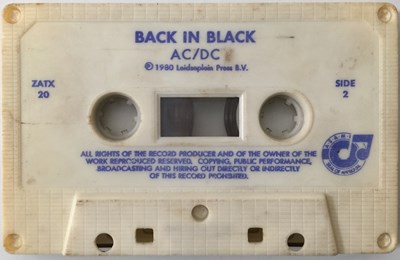 BACK IN BLACK
AC/DC
℗ 1980 Leidseplein Press B.V.
ZATX
20
SIDE
2
ALL RIGHTS OF THE RECORD PRODUCER AND OF THE OWNER OF THE
WORK REPRODUCED RESERVED. COPYING, PUBLIC PERFORMANCE,
BROADCASTING AND HIRING OUT DIRECTLY OR INDIRECTLY
OF THIS RECORD PROHIBITED.